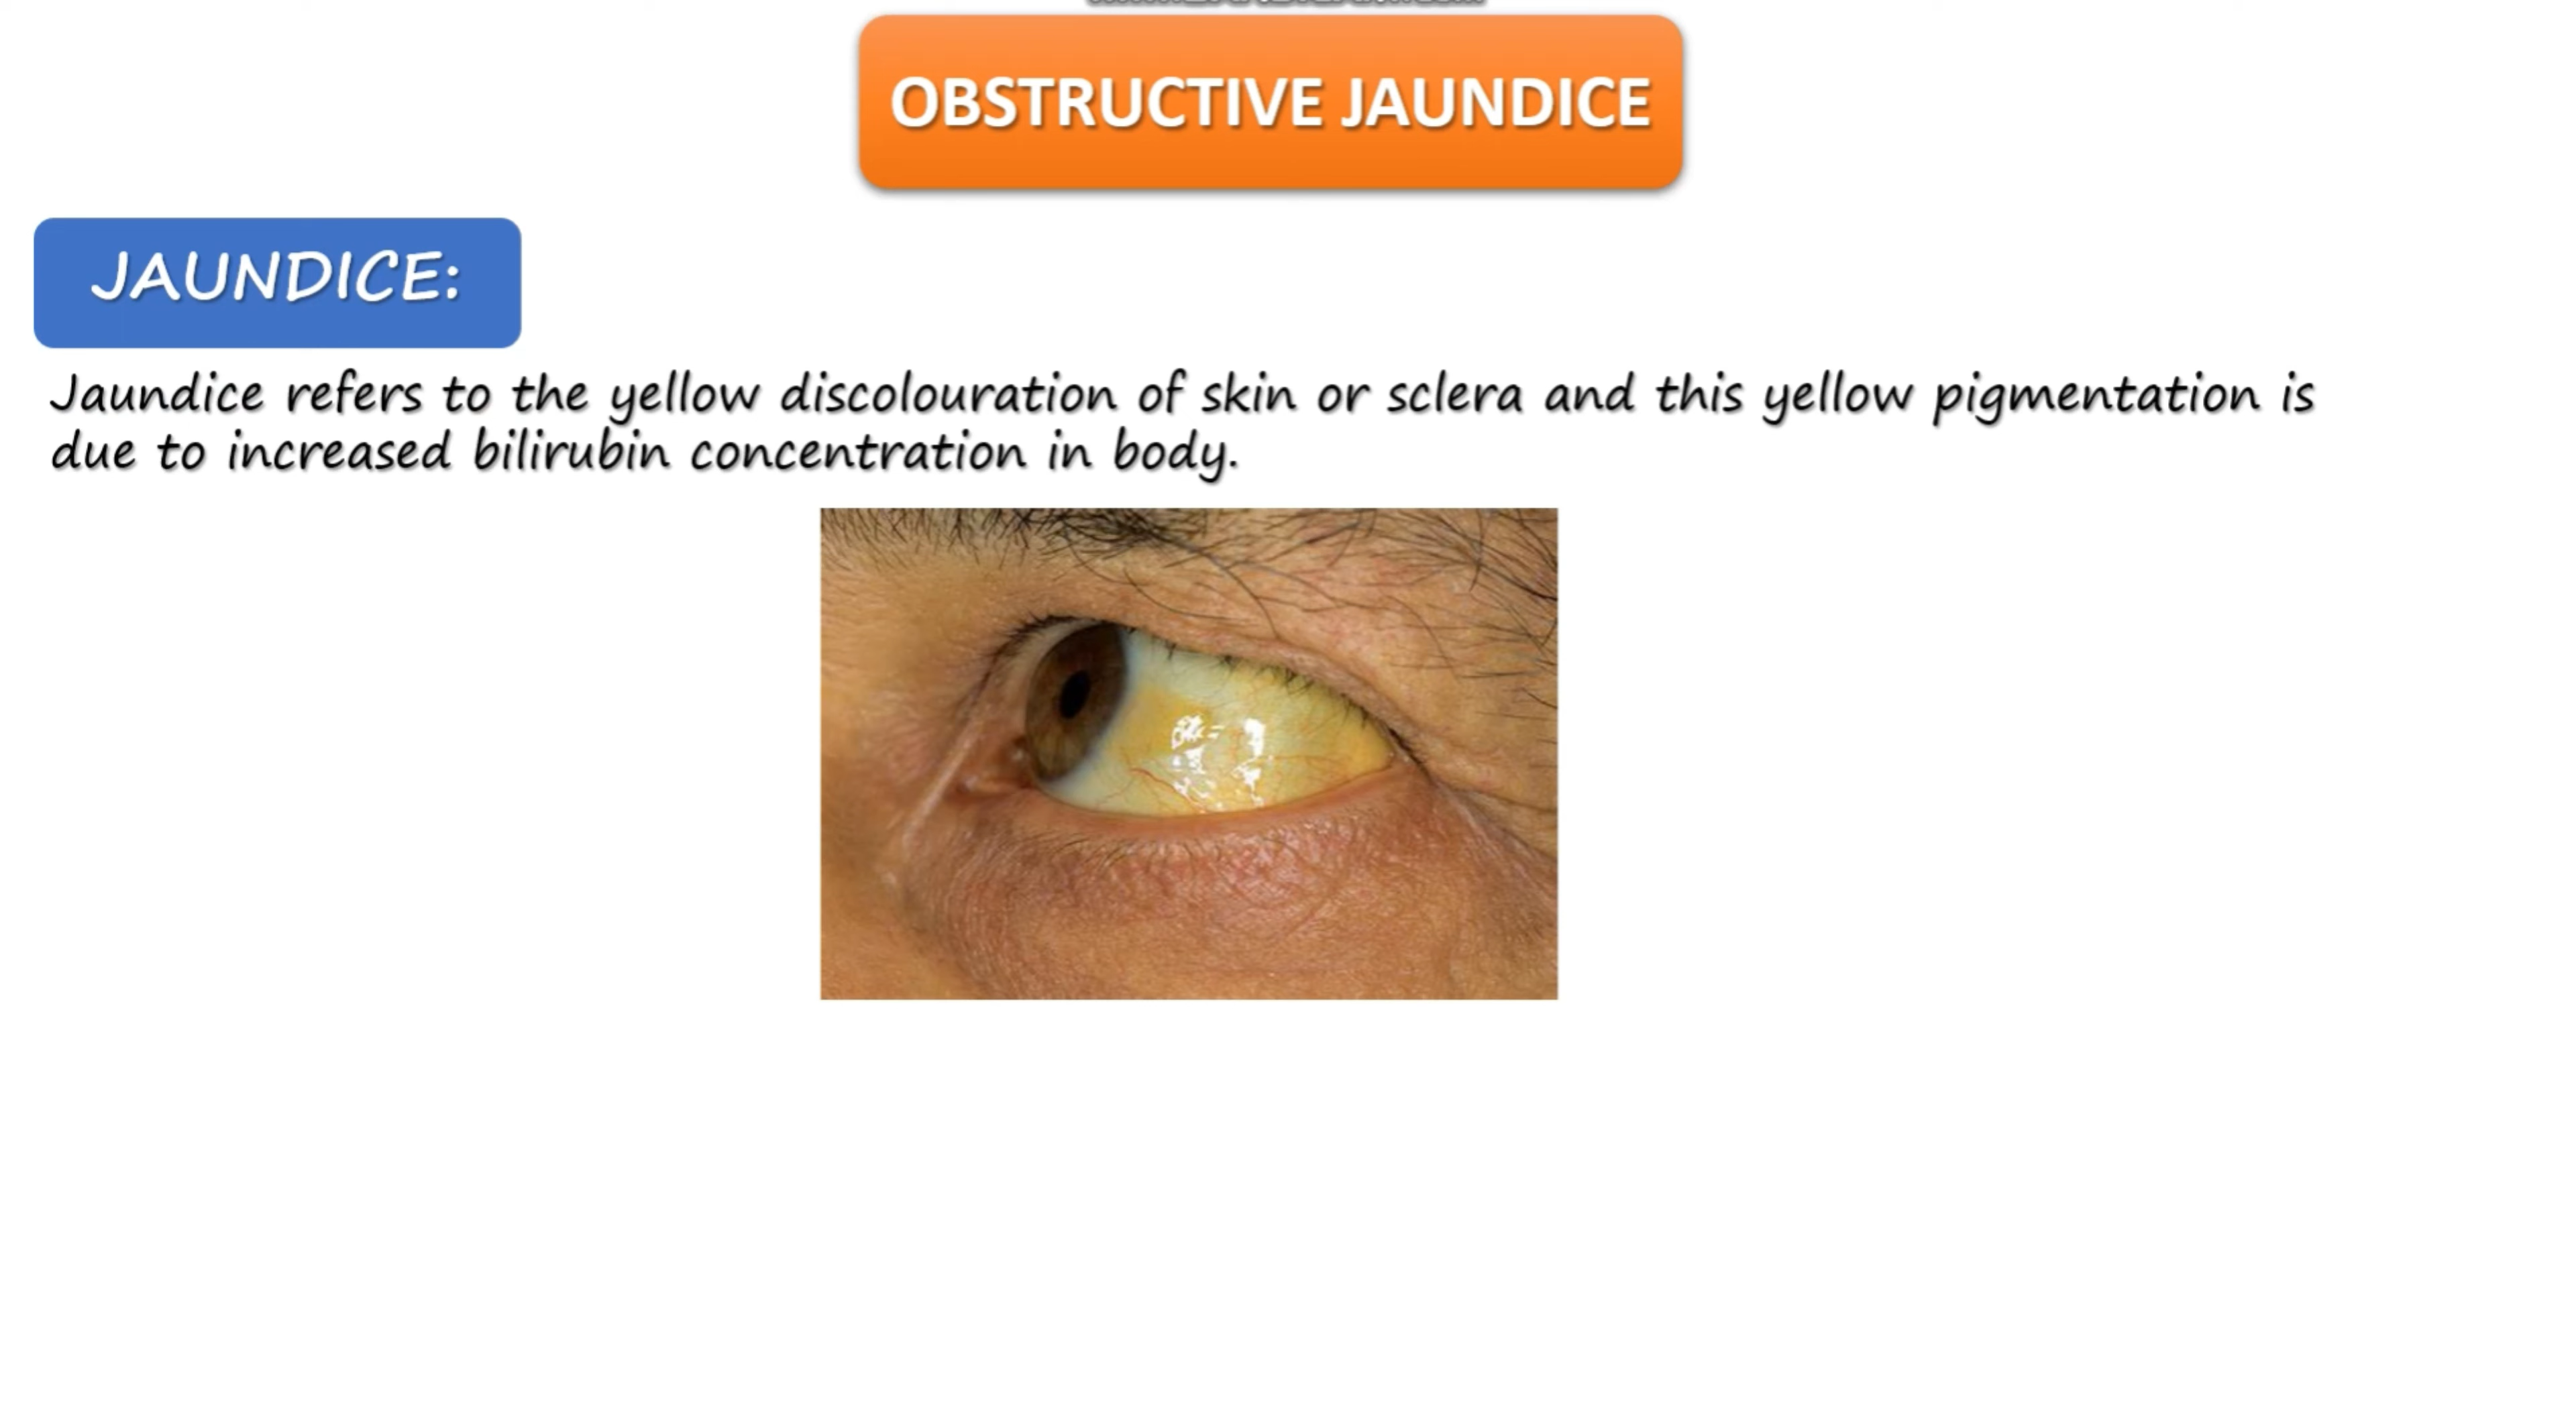 OBSTRUCTIVE JAUNDICE
JAUNDICE:
Jaundice refers to the yellow discolouration of skin or sclera and this yellow pigmentation is
due to increased bilirubin concentration in body.